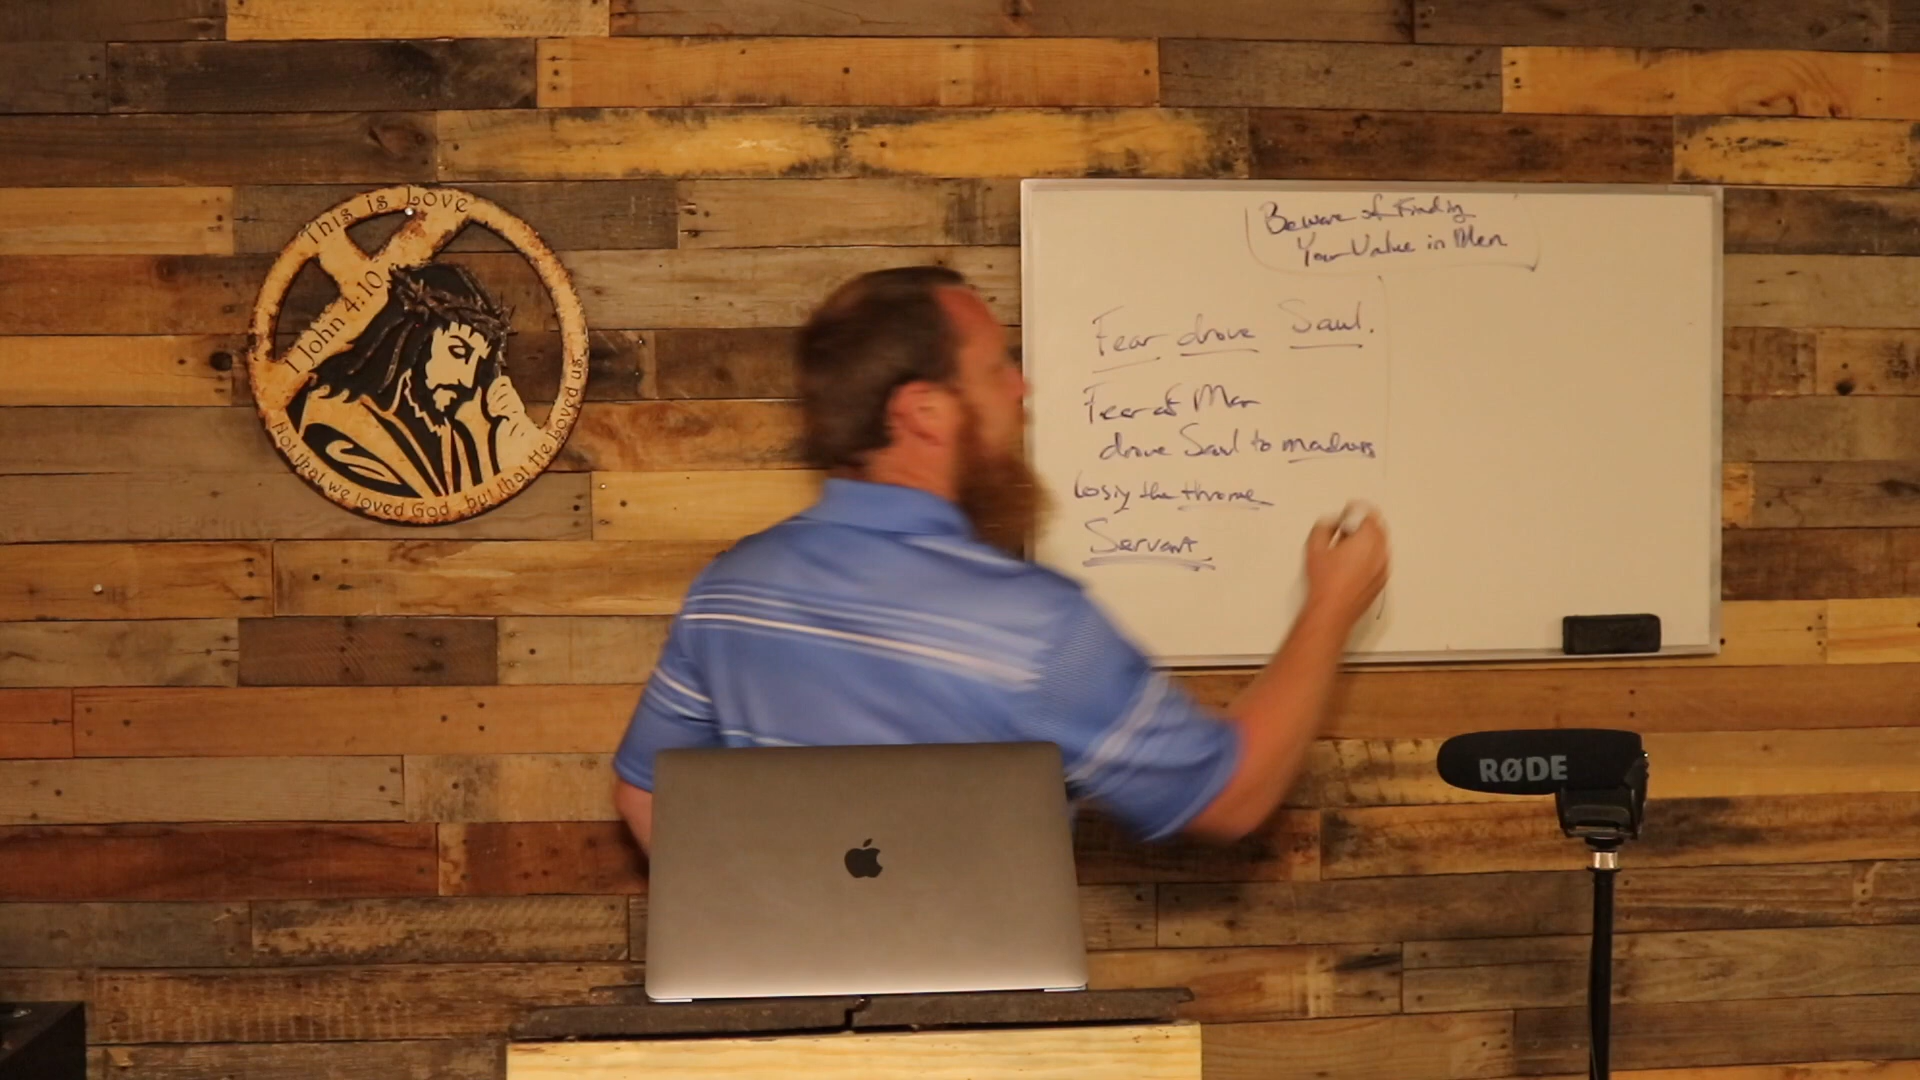 This is Love
1 John 4:10
Not that we loved God, but that He Loved us.
Beware of Finding
Your Value in Men
Fear drove Saul.
Fear of Man
drove Saul to madness
losing the throne
Servant
RØDE